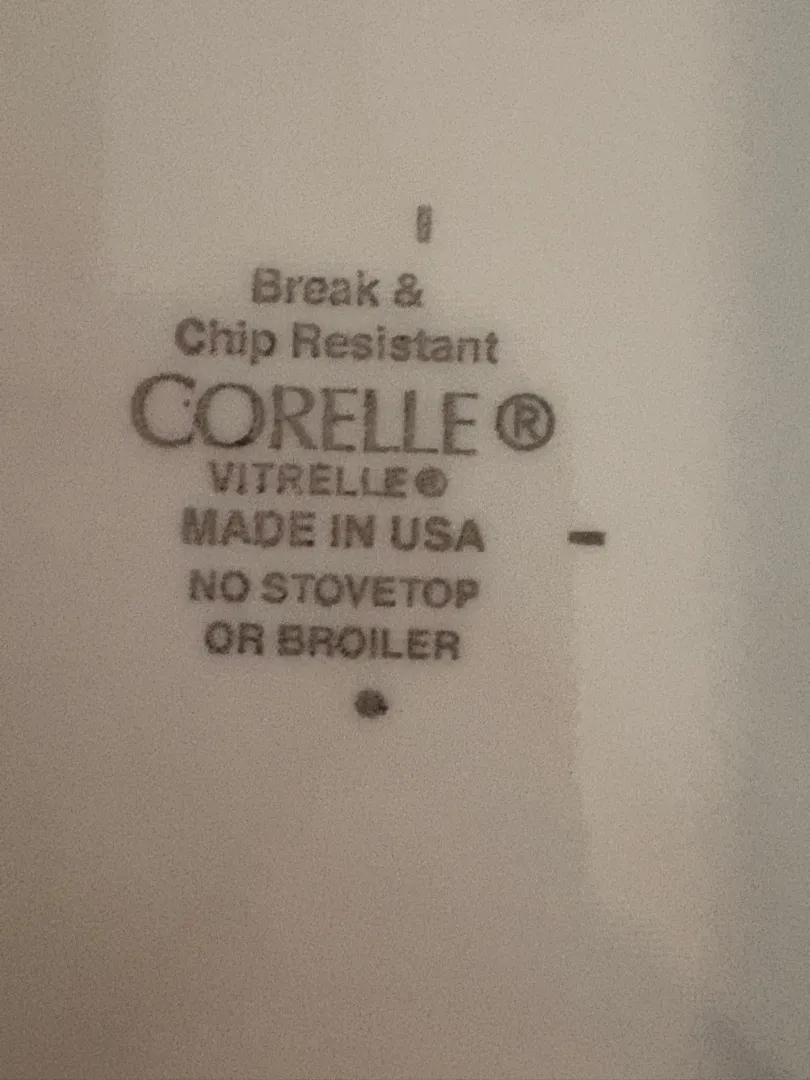 Break &
Chip Resistant
CORELLE ®
VITRELLE®
MADE IN USA
NO STOVETOP
OR BROILER